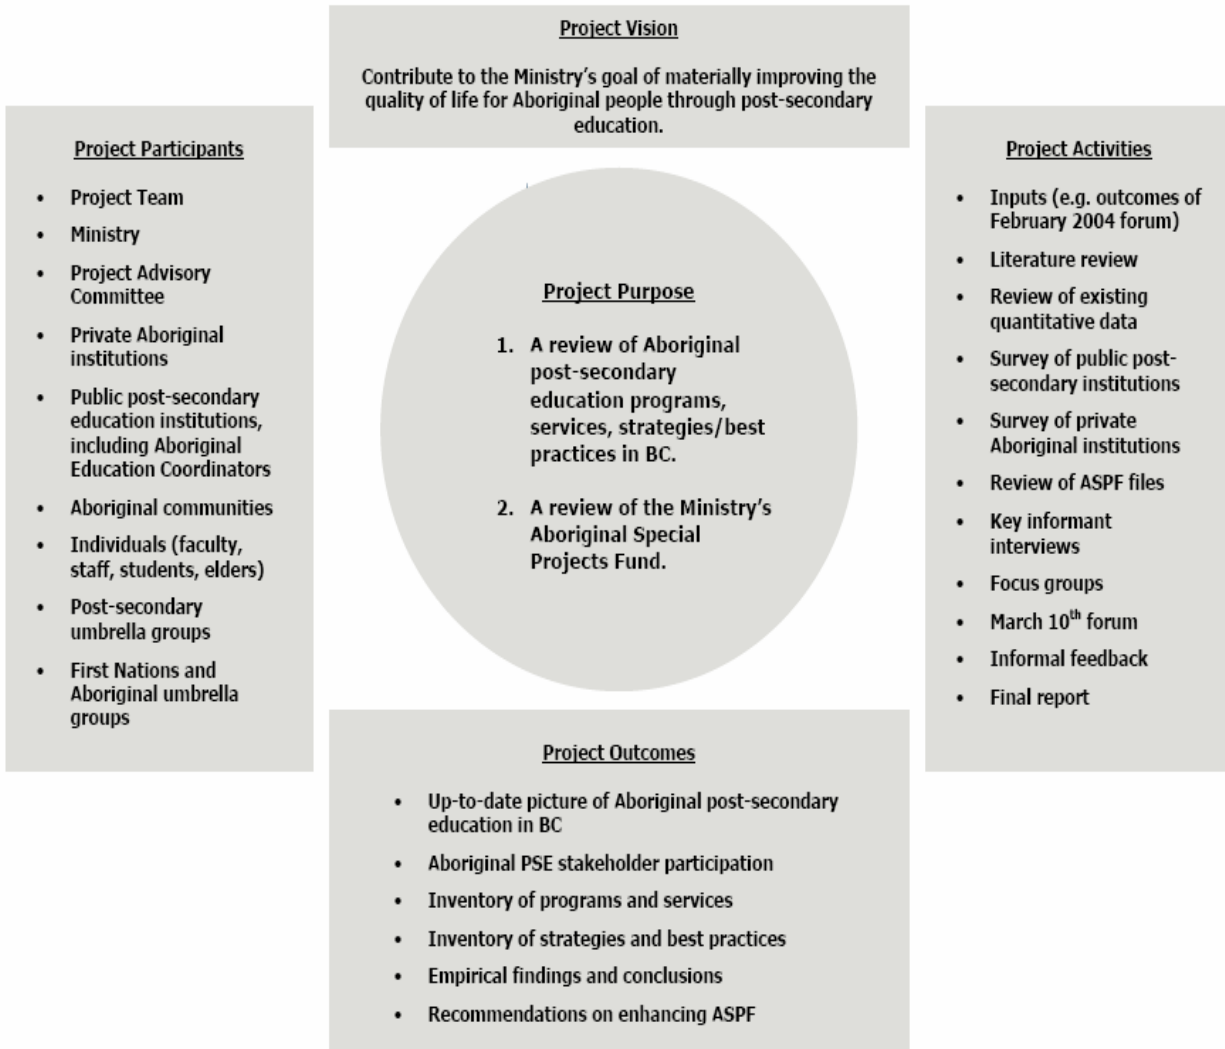 Project Vision
Contribute to the Ministry's goal of materially improving the
quality of life for Aboriginal people through post-secondary
education.
Project Participants
• Project Team
• Ministry
• Project Advisory
Committee
• Private Aboriginal
institutions
• Public post-secondary
education institutions,
including Aboriginal
Education Coordinators
• Aboriginal communities
• Individuals (faculty,
staff, students, elders)
• Post-secondary
umbrella groups
• First Nations and
Aboriginal umbrella
groups
Project Purpose
1. A review of Aboriginal
post-secondary
education programs,
services, strategies/best
practices in BC.
2. A review of the Ministry's
Aboriginal Special
Projects Fund.
Project Activities
• Inputs (e.g. outcomes of
February 2004 forum)
• Literature review
• Review of existing
quantitative data
• Survey of public post-
secondary institutions
• Survey of private
Aboriginal institutions
• Review of ASPF files
• Key informant
interviews
• Focus groups
• March 10th forum
• Informal feedback
• Final report
Project Outcomes
• Up-to-date picture of Aboriginal post-secondary
education in BC
• Aboriginal PSE stakeholder participation
• Inventory of programs and services
• Inventory of strategies and best practices
• Empirical findings and conclusions
• Recommendations on enhancing ASPF